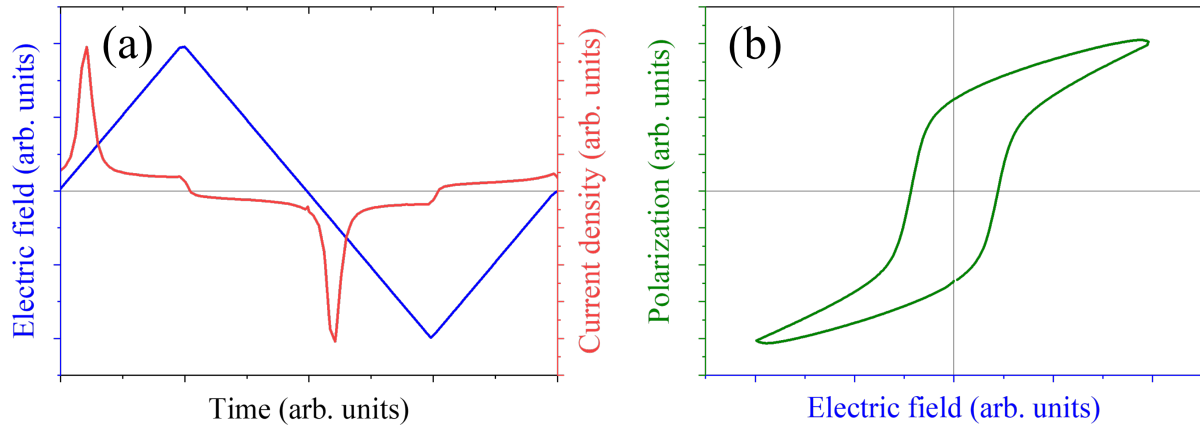 (a)
Electric field (arb. units)
Current density (arb. units)
Time (arb. units)
(b)
Polarization (arb. units)
Electric field (arb. units)